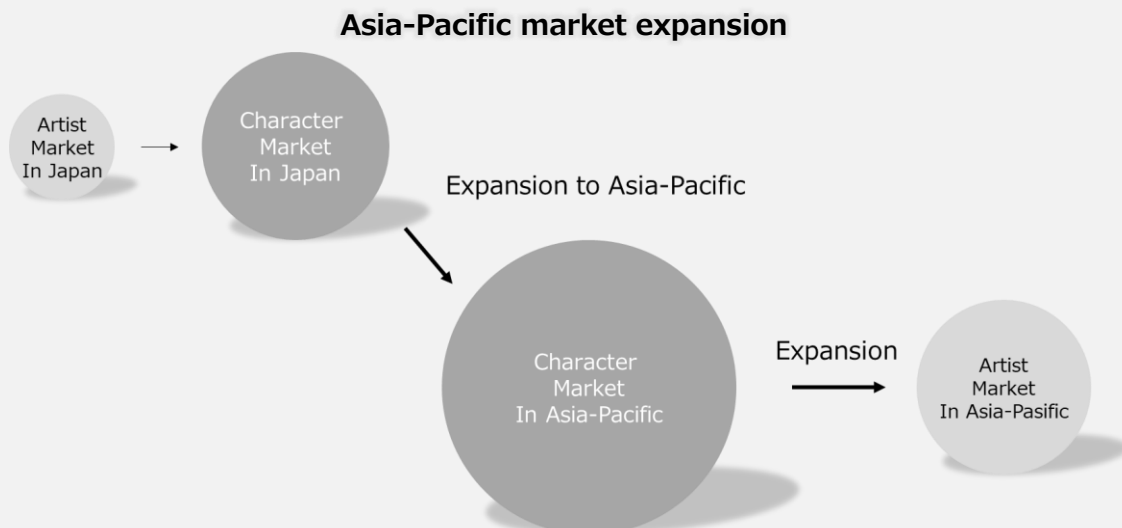 Asia-Pacific market expansion
Artist
Market
In Japan
Character
Market
In Japan
Expansion to Asia-Pacific
Character
Market
In Asia-Pacific
Expansion
Artist
Market
In Asia-Pasific